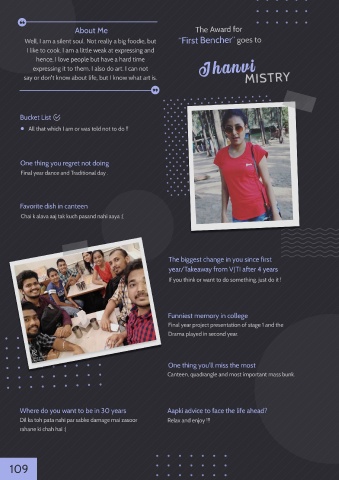 About Me
Well, I am a silent soul. Not really a big foodie, but
I like to cook, I am a little weak at expressing and
hence. I love people but have a hard time
expressing it to them. I also do art. I can not
say or don't know about life, but I know what art is.
The Award for
"First Bencher" goes to
Jhanvi
MISTRY
Bucket List
All that which I am or was told not to do !!
One thing you regret not doing
Final year dance and Traditional day
Favorite dish in canteen
Chai k alava aaj tak kuch pasand nahi aaya :(
The biggest change in you since first
year/Takeaway from VJTI after 4 years
If you think or want to do something, just do it !
Funniest memory in college
Final year project presentation of stage 1 and the
Drama played in second year.
One thing you'll miss the most
Canteen, quadrangle and most important mass bunk
Where do you want to be in 30 years
Dil ka toh pata nahi par sabke damage mai zaroor
rahane ki chah hai :(
Aapki advice to face the life ahead?
Relax and enjoy !!!
109